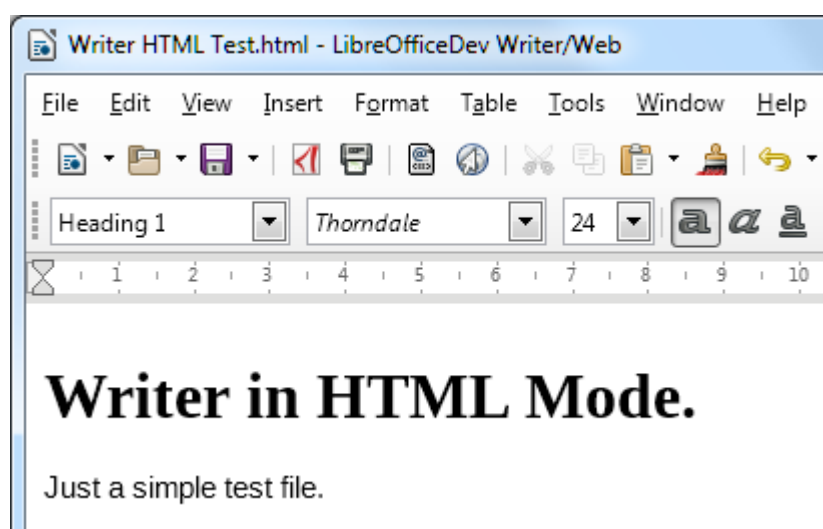 Writer HTML Test.html - LibreOfficeDev Writer/Web
File Edit View Insert Format Table Tools Window Help
Heading 1 Thorndale 24 a a a
1 2 3 4 5 6 7 8 9 10
Writer in HTML Mode.
Just a simple test file.